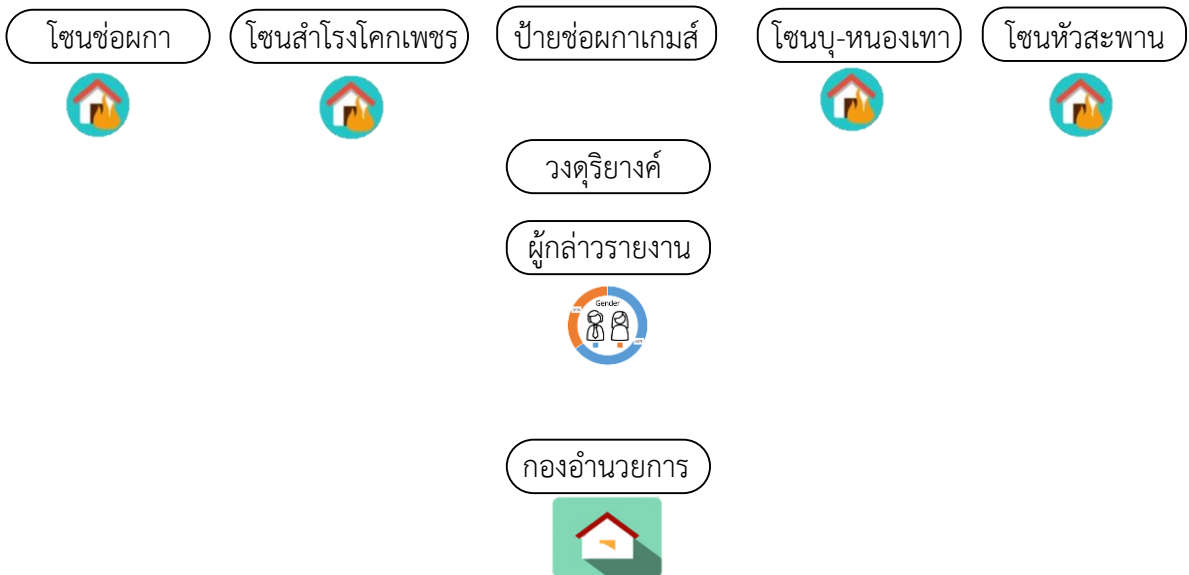 โซนช่อผกา
โซนสำโรงโคกเพชร
ป้ายช่อผกาเกมส์
โซนบุ-หนองเทา
โซนหัวสะพาน
วงดุริยางค์
ผู้กล่าวรายงาน
Gender
กองอำนวยการ